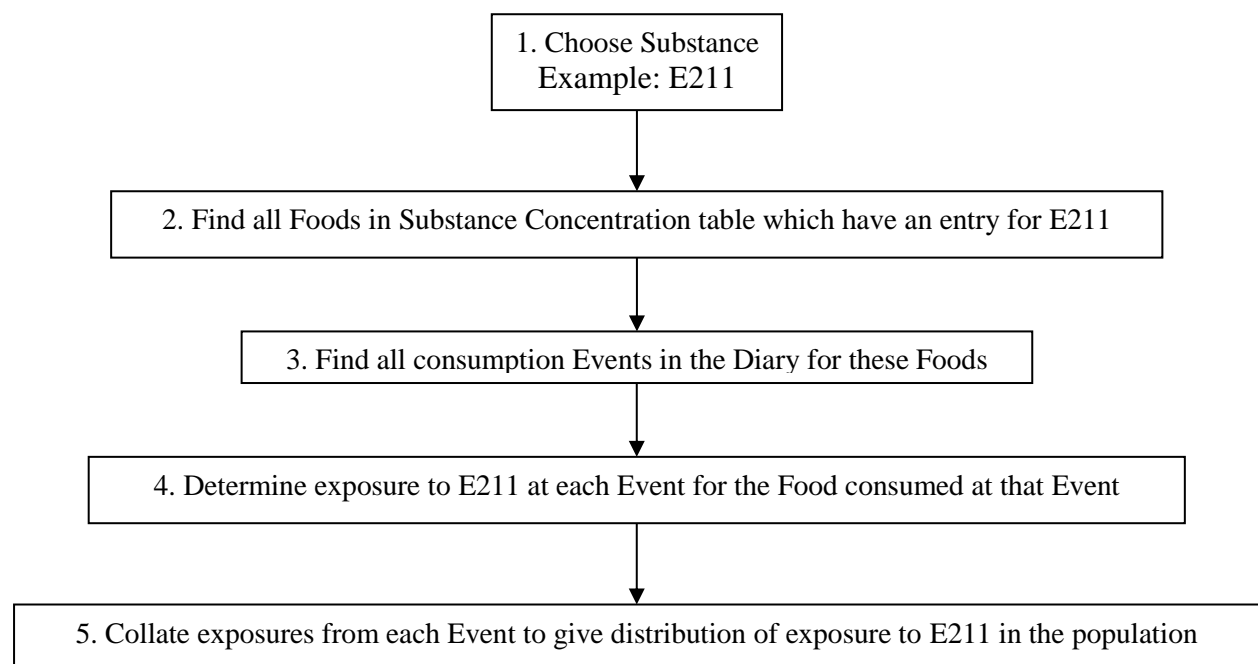 1. Choose Substance
Example: E211
2. Find all Foods in Substance Concentration table which have an entry for E211
3. Find all consumption Events in the Diary for these Foods
4. Determine exposure to E211 at each Event for the Food consumed at that Event
5. Collate exposures from each Event to give distribution of exposure to E211 in the population